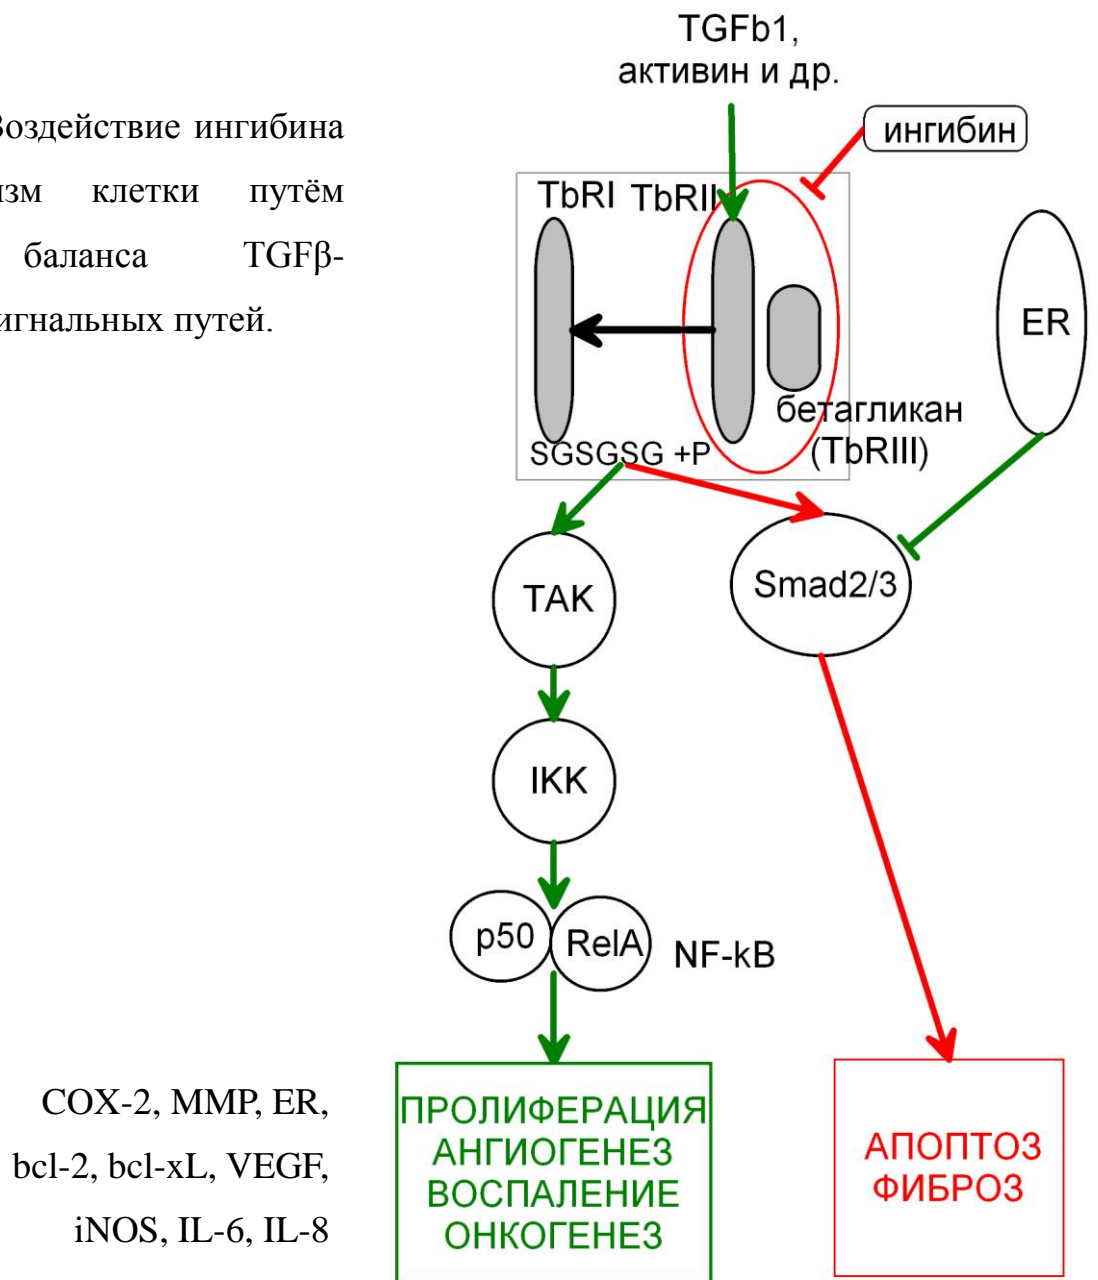 TGFb1,
активин и др.
Воздействие ингибина
клетки путём
баланса TGFβ-
сигнальных путей.
ингибин
TbRI TbRII
ER
бетагликан
(TbRIII)
SGSGSG +P
TAK
Smad2/3
IKK
p50 RelA NF-kB
COX-2, MMP, ER,
bcl-2, bcl-xL, VEGF,
iNOS, IL-6, IL-8
ПРОЛИФЕРАЦИЯ
АНГИОГЕНЕЗ
ВОСПАЛЕНИЕ
ОНКОГЕНЕЗ
АПОПТОЗ
ФИБРОЗ